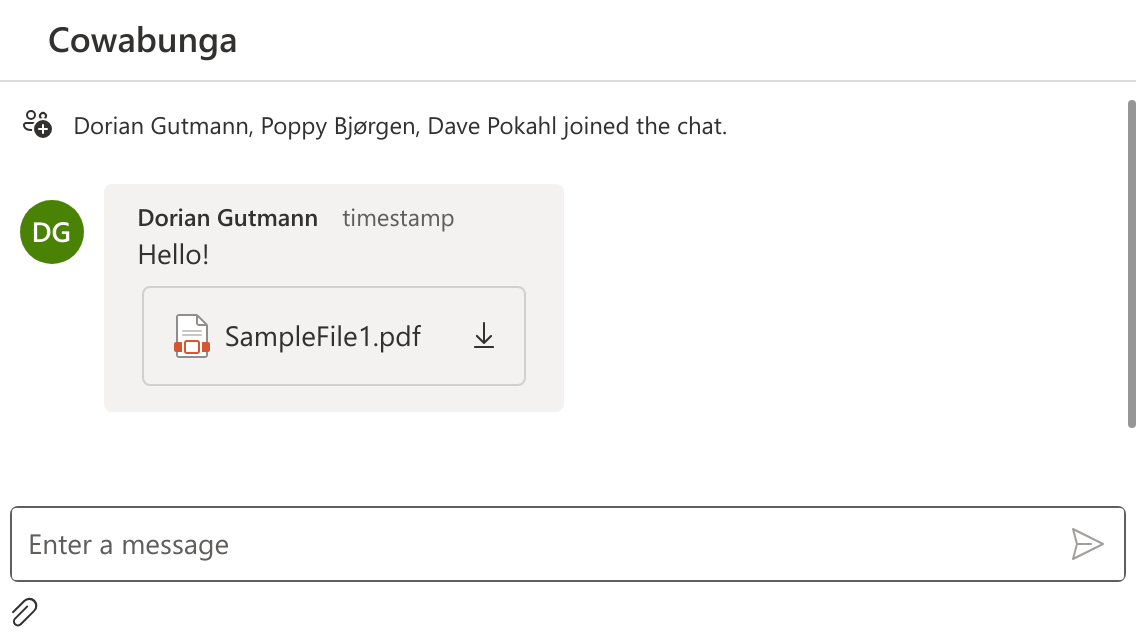 Cowabunga
Dorian Gutmann, Poppy Bjørgen, Dave Pokahl joined the chat.
DG
Dorian Gutmann timestamp
Hello!
SampleFile1.pdf
Enter a message